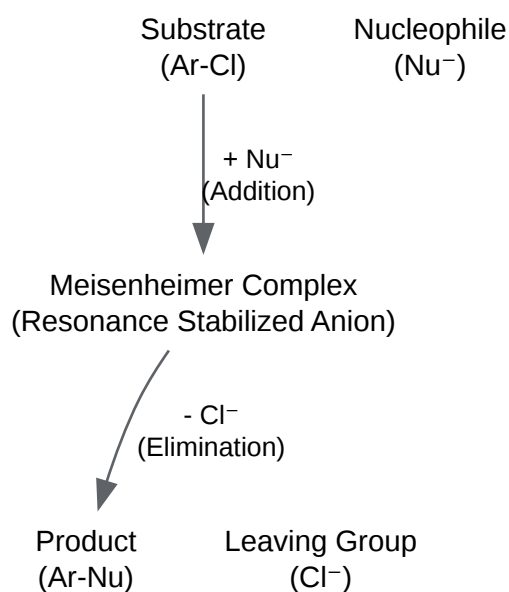 Substrate
(Ar-Cl)
Nucleophile
(Nu⁻)
+ Nu⁻
(Addition)
Meisenheimer Complex
(Resonance Stabilized Anion)
- Cl⁻
(Elimination)
Product
(Ar-Nu)
Leaving Group
(Cl⁻)